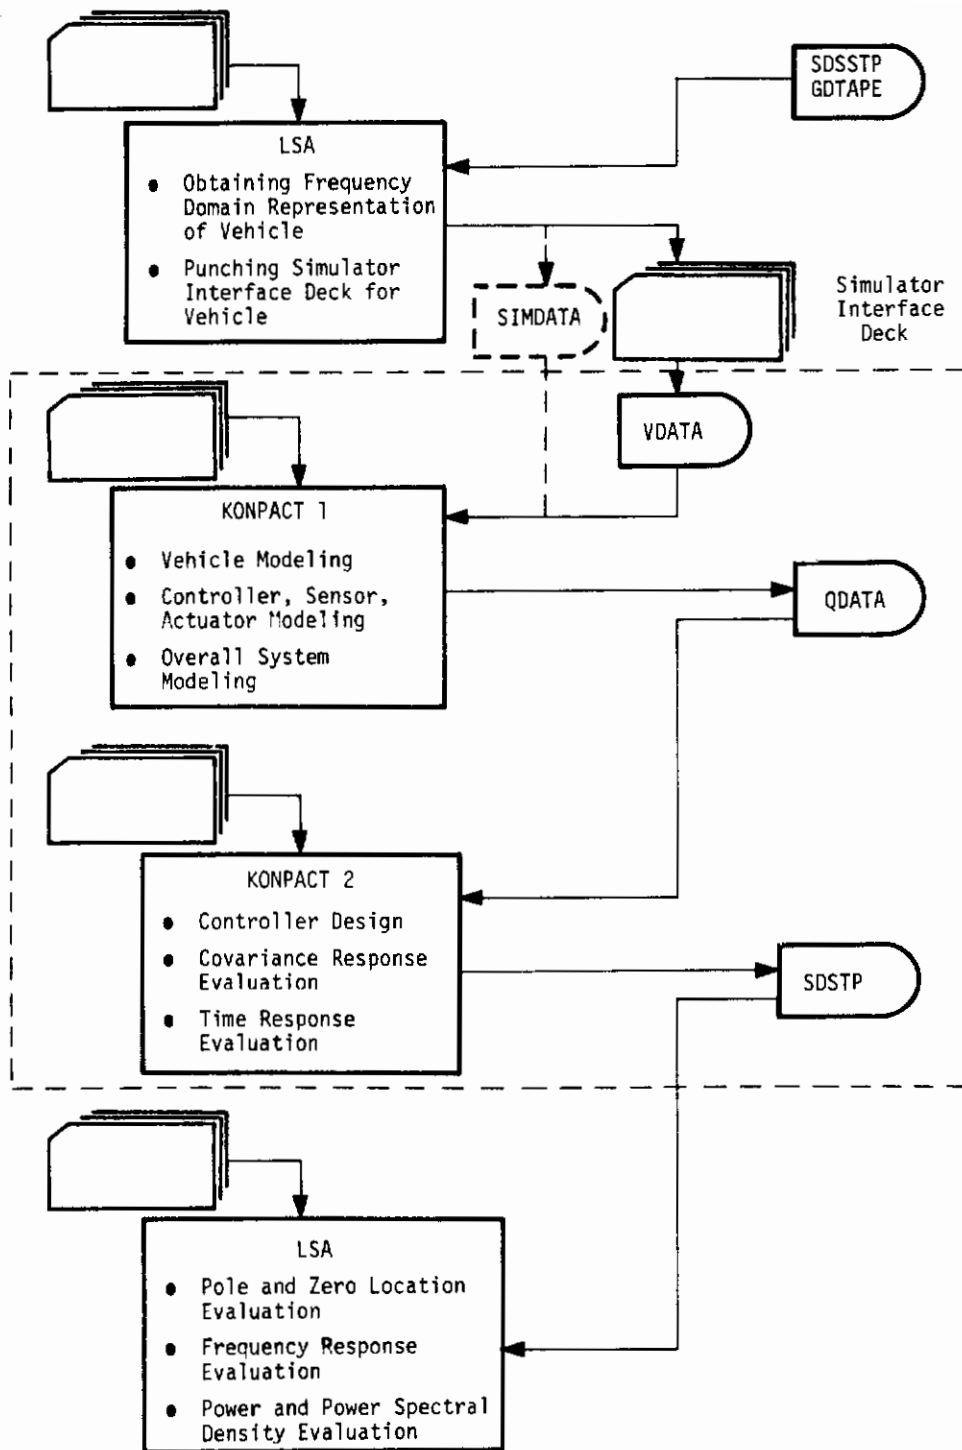 SDSSTP
GDTAPE
LSA
● Obtaining Frequency
Domain Representation
of Vehicle
● Punching Simulator
Interface Deck for
Vehicle
SIMDATA
Simulator
Interface
Deck
VDATA
KONPACT 1
● Vehicle Modeling
● Controller, Sensor,
Actuator Modeling
● Overall System
Modeling
QDATA
KONPACT 2
● Controller Design
● Covariance Response
Evaluation
● Time Response
Evaluation
SDSTP
LSA
● Pole and Zero Location
Evaluation
● Frequency Response
Evaluation
● Power and Power Spectral
Density Evaluation